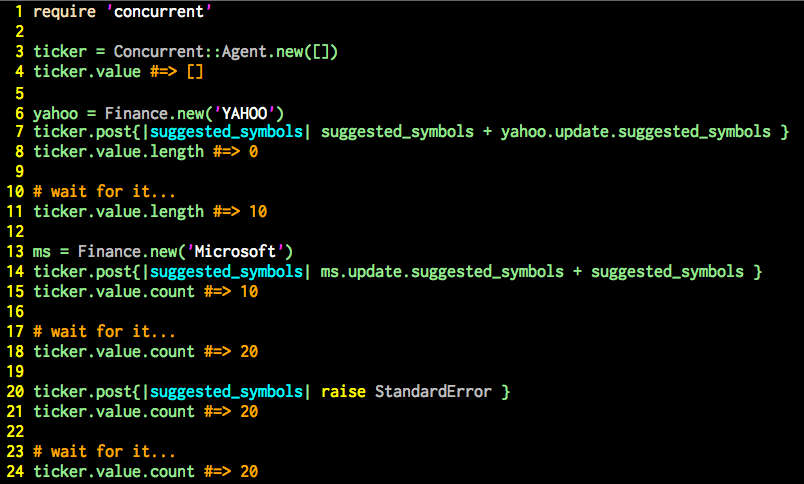 1 require 'concurrent'
2
3 ticker = Concurrent::Agent.new([])
4 ticker.value #=> []
5
6 yahoo = Finance.new('YAHOO')
7 ticker.post{|suggested_symbols| suggested_symbols + yahoo.update.suggested_symbols }
8 ticker.value.length #=> 0
9
10 # wait for it...
11 ticker.value.length #=> 10
12
13 ms = Finance.new('Microsoft')
14 ticker.post{|suggested_symbols| ms.update.suggested_symbols + suggested_symbols }
15 ticker.value.count #=> 10
16
17 # wait for it...
18 ticker.value.count #=> 20
19
20 ticker.post{|suggested_symbols| raise StandardError }
21 ticker.value.count #=> 20
22
23 # wait for it...
24 ticker.value.count #=> 20